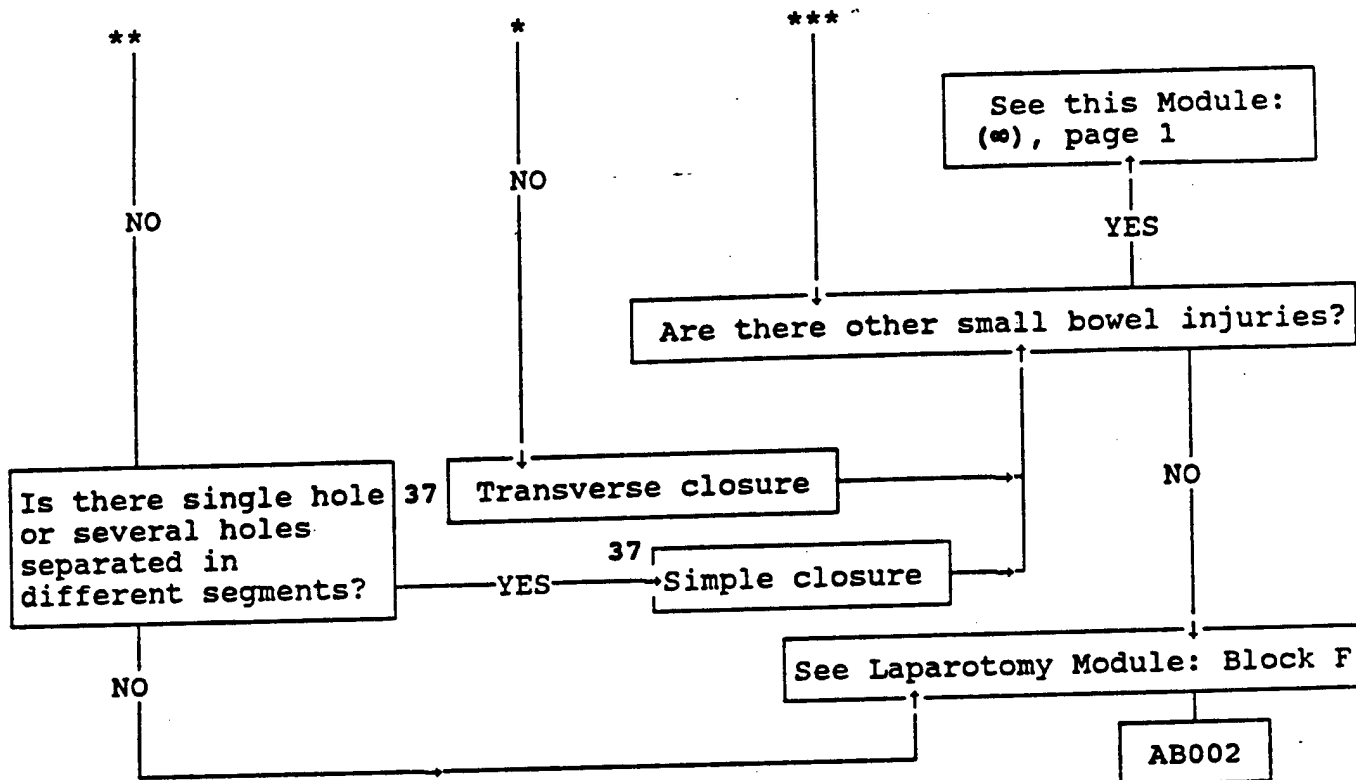 **
*
***
See this Module:
(∞), page 1
NO
NO
YES
Are there other small bowel injuries?
Is there single hole
or several holes
separated in
different segments?
37
Transverse closure
NO
37
YES
Simple closure
NO
See Laparotomy Module: Block F
AB002